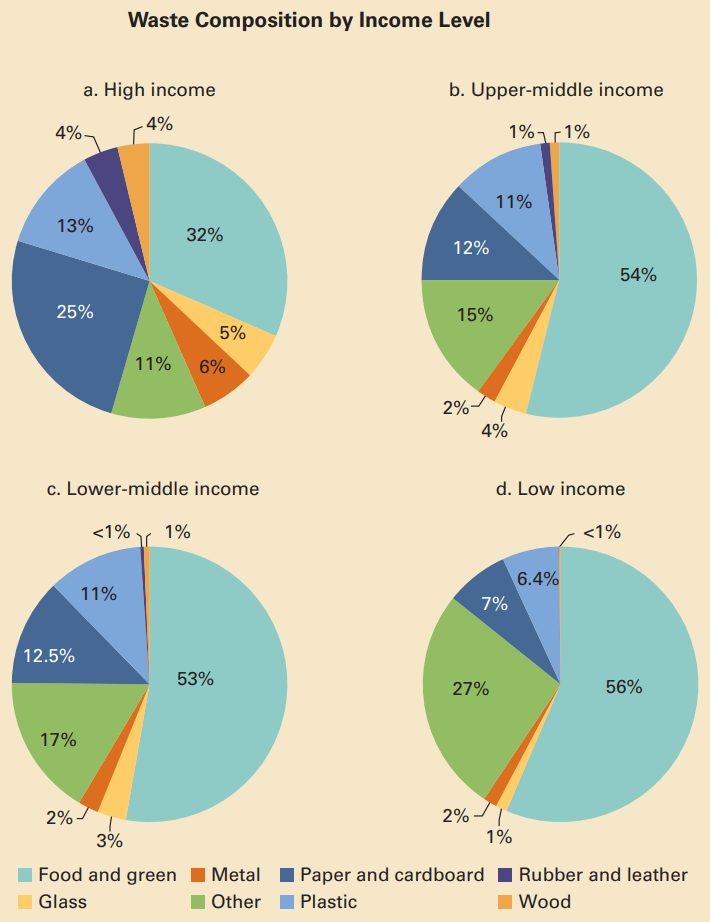 Waste Composition by Income Level
a. High income
4%
4%
32%
13%
25%
5%
6%
11%
b. Upper-middle income
1%
1%
11%
12%
54%
15%
2%
4%
c. Lower-middle income
<1%
1%
11%
12.5%
53%
17%
2%
3%
d. Low income
<1%
6.4%
7%
27%
56%
2%
1%
Food and green
Metal
Paper and cardboard
Rubber and leather
Glass
Other
Plastic
Wood